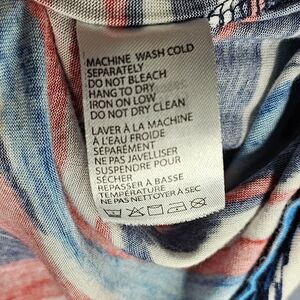 MACHINE WASH COLD
SEPARATELY
DO NOT BLEACH
HANG TO DRY
IRON ON LOW
DO NOT DRY CLEAN
LAVER À LA MACHINE
À L'EAU FROIDE
SÉPARÉMENT
NE PAS JAVELLISER
SUSPENDRE POUR
SÉCHER
REPASSER À BASSE
TEMPÉRATURE
NE PAS NETTOYER À SEC